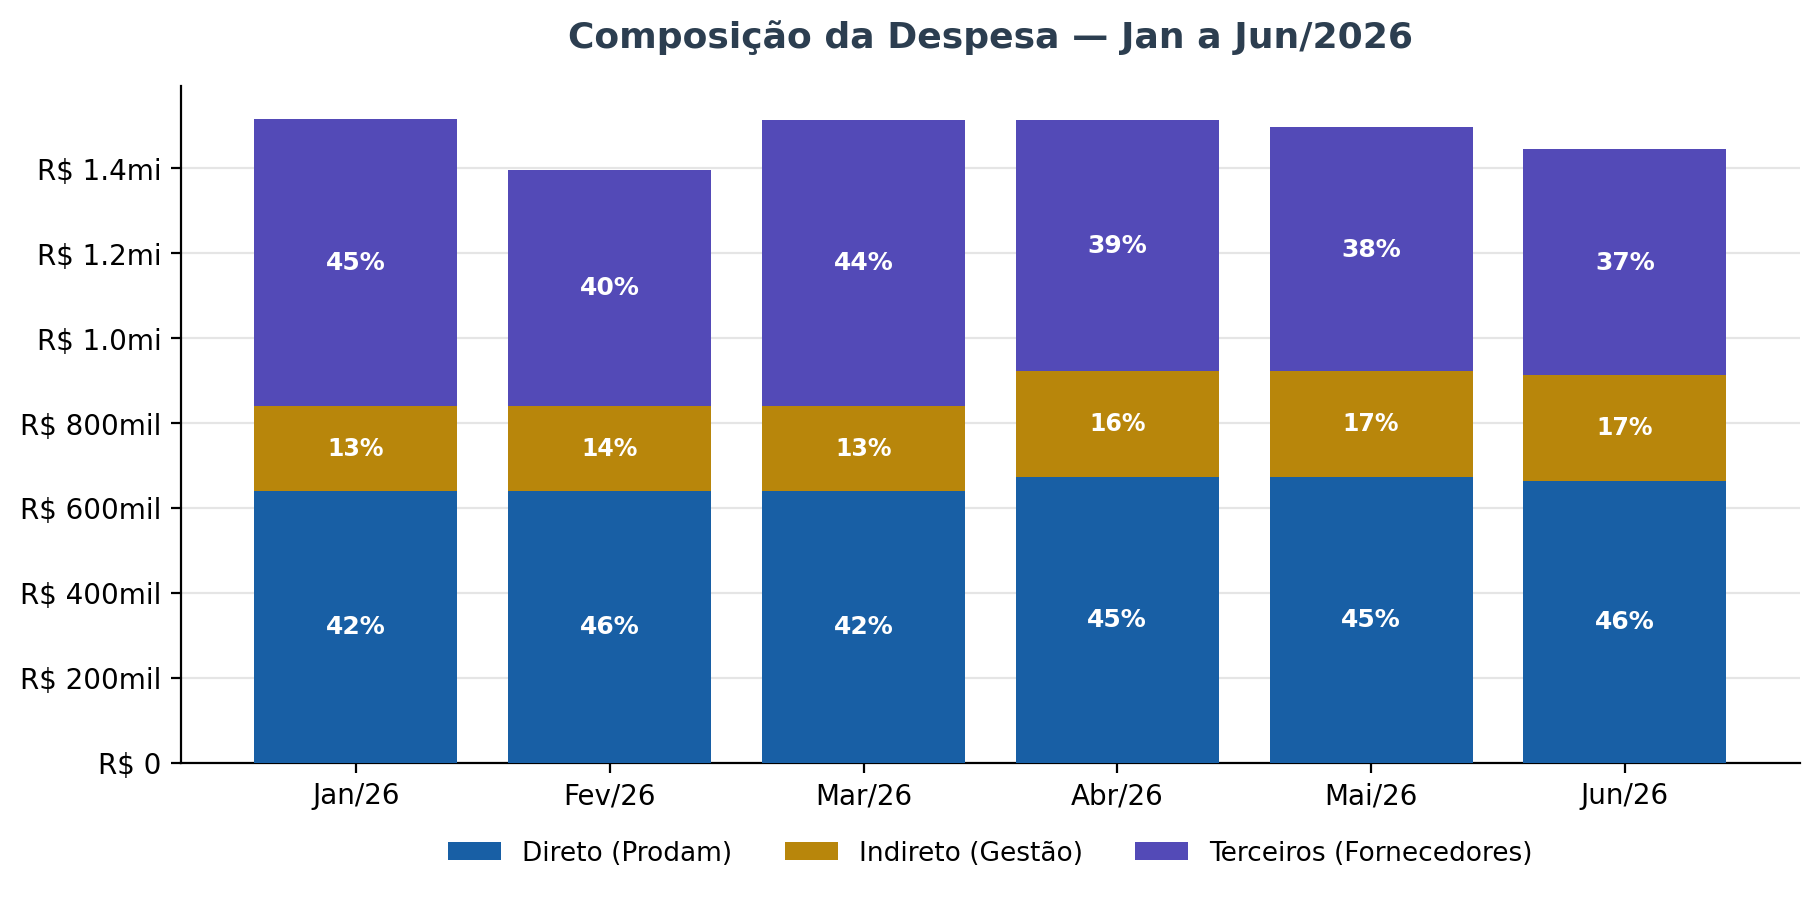 Composição da Despesa — Jan a Jun/2026
R$ 1.4mi
R$ 1.2mi
R$ 1.0mi
R$ 800mil
R$ 600mil
R$ 400mil
R$ 200mil
R$ 0
45% 40% 44% 39% 38% 37%
13% 14% 13% 16% 17% 17%
42% 46% 42% 45% 45% 46%
Jan/26 Fev/26 Mar/26 Abr/26 Mai/26 Jun/26
Direto (Prodam) Indireto (Gestão) Terceiros (Fornecedores)